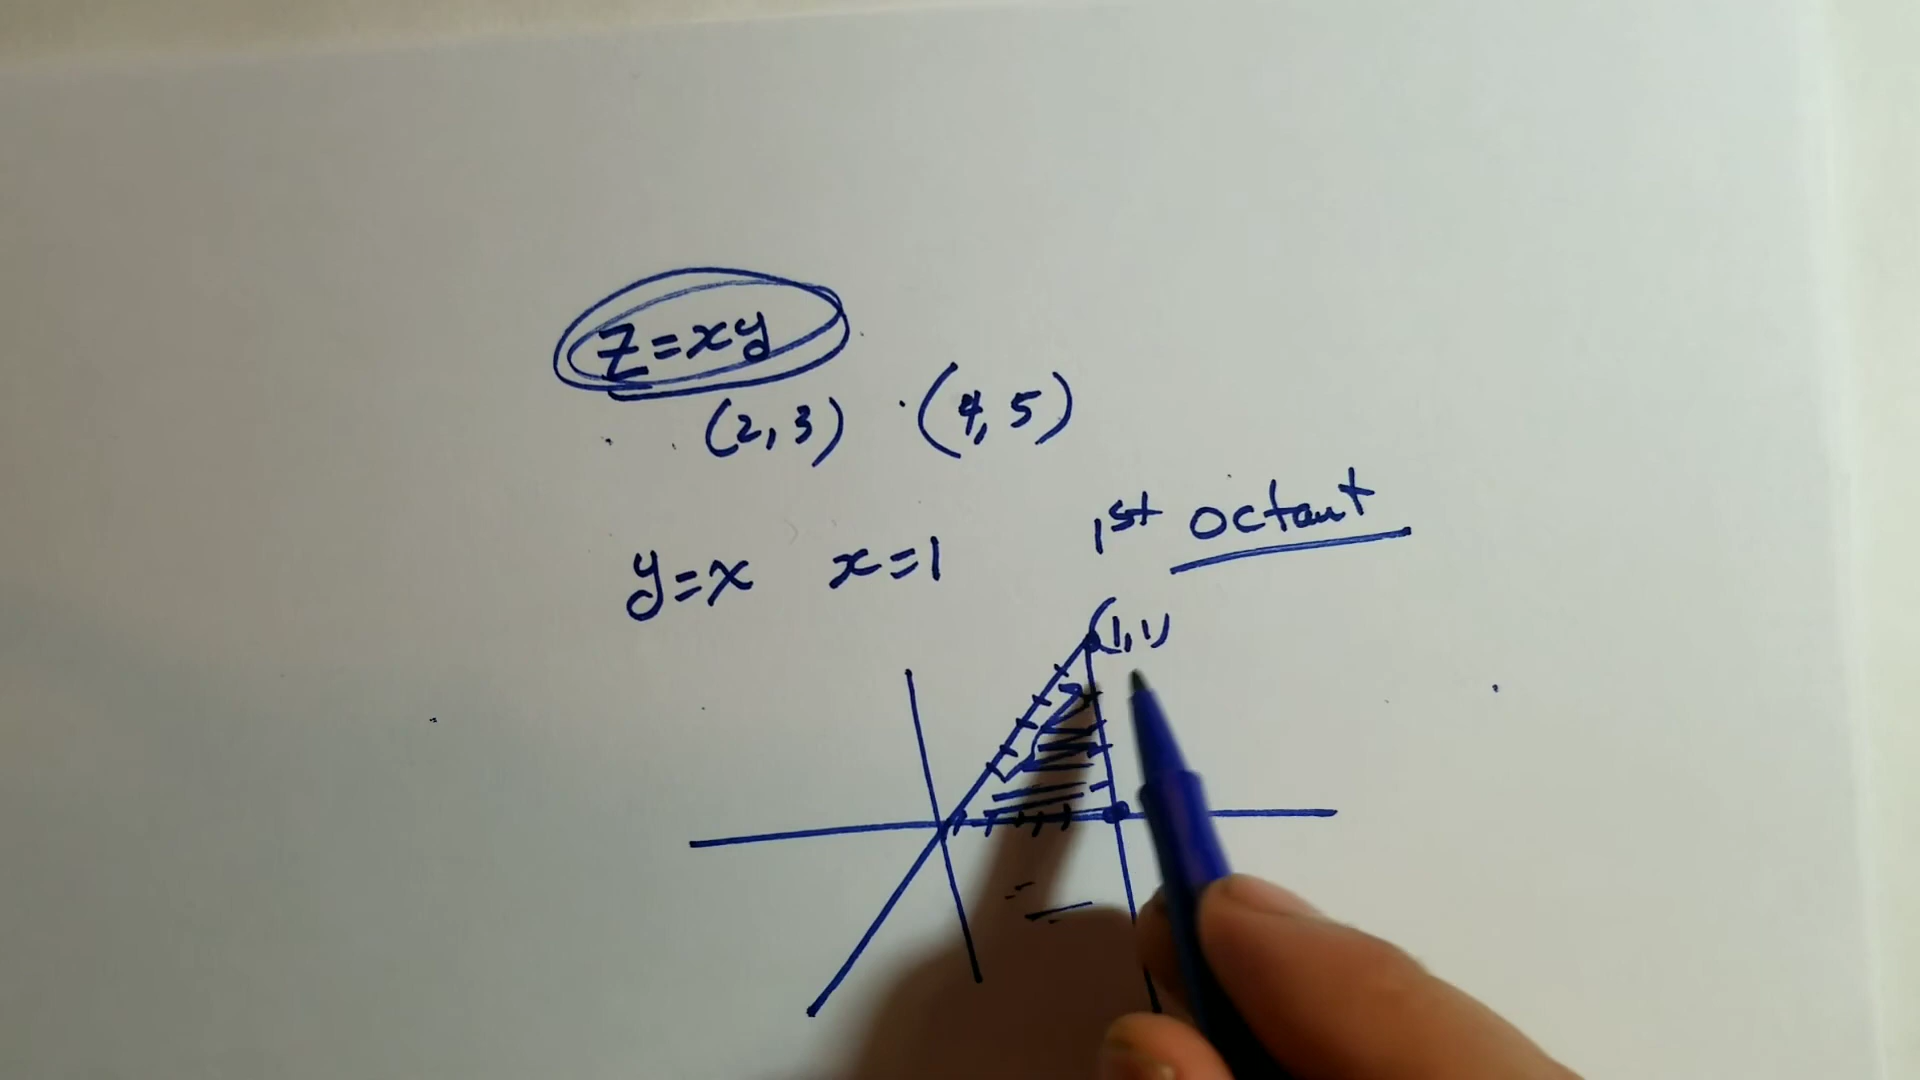 z=xy
(2,3) (4,5)
1st octant
y=x x=1
(1,1)